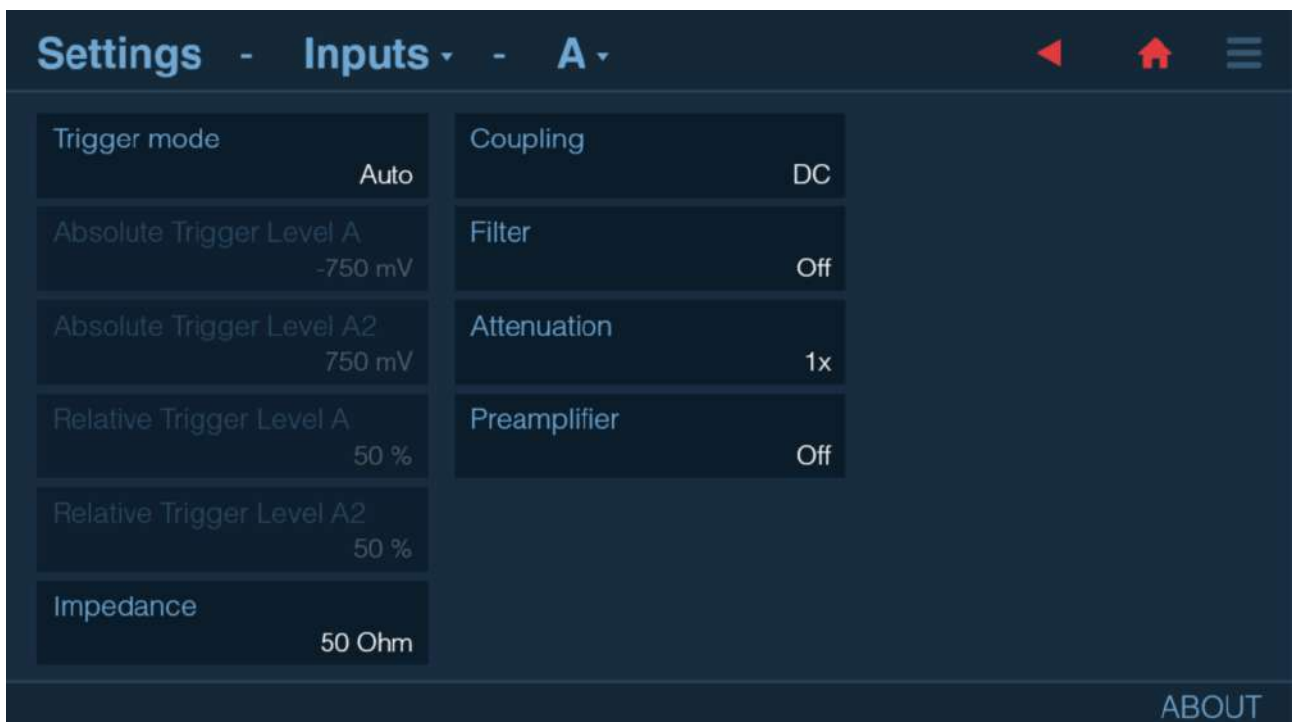 Settings - Inputs - A
Trigger mode
Auto
Absolute Trigger Level A
-750 mV
Absolute Trigger Level A2
750 mV
Relative Trigger Level A
50 %
Relative Trigger Level A2
50 %
Impedance
50 Ohm
Coupling
DC
Filter
Off
Attenuation
1x
Preamplifier
Off
ABOUT